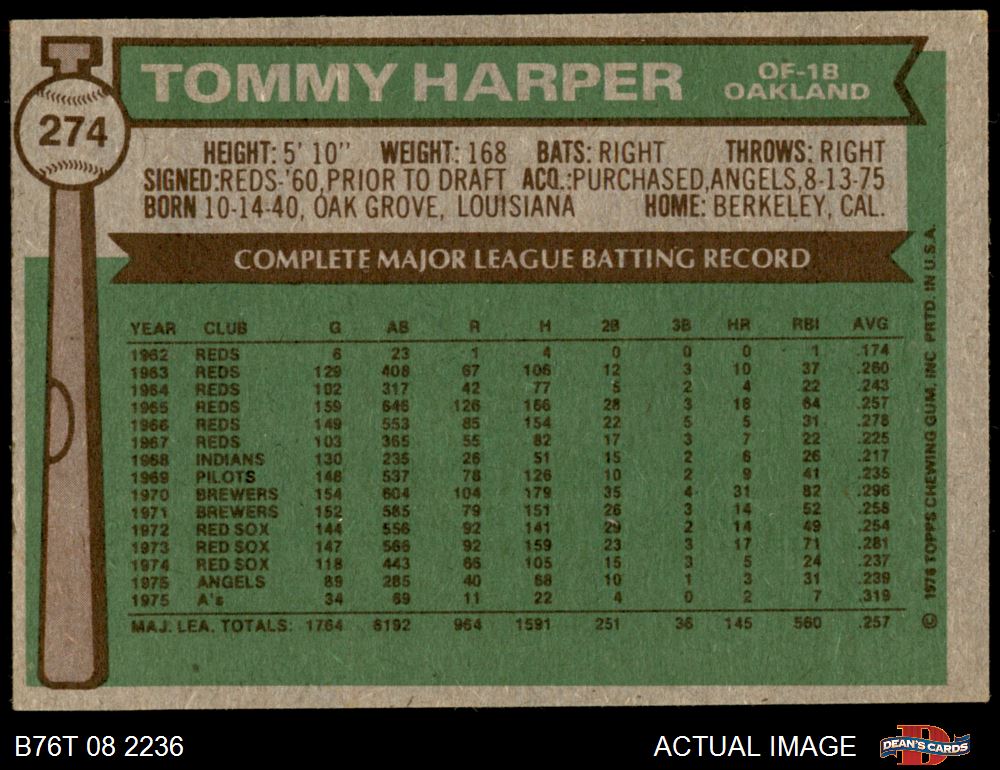 TOMMY HARPER
OF-1B
OAKLAND
274
HEIGHT: 5' 10" WEIGHT: 168 BATS: RIGHT THROWS: RIGHT
SIGNED:REDS-'60,PRIOR TO DRAFT ACQ.:PURCHASED,ANGELS,8-13-75
BORN 10-14-40, OAK GROVE, LOUISIANA HOME: BERKELEY, CAL.
COMPLETE MAJOR LEAGUE BATTING RECORD
YEAR CLUB G AB R H 2B 3B HR RBI AVG
1962 REDS 6 23 1 4 0 0 0 1 .174
1963 REDS 129 408 67 106 12 3 10 37 .260
1964 REDS 102 317 42 77 5 2 4 22 .243
1965 REDS 159 646 126 166 28 3 18 64 .257
1966 REDS 149 553 85 154 22 5 5 31 .278
1967 REDS 103 365 55 82 17 3 7 22 .225
1968 INDIANS 130 235 26 51 15 2 6 26 .217
1969 PILOTS 148 537 78 126 10 2 9 41 .235
1970 BREWERS 154 604 104 179 35 4 31 82 .296
1971 BREWERS 152 585 79 151 26 3 14 52 .258
1972 RED SOX 144 556 92 141 29 2 14 49 .254
1973 RED SOX 147 566 92 159 23 3 17 71 .281
1974 RED SOX 118 443 66 105 15 3 5 24 .237
1975 ANGELS 89 285 40 68 10 1 3 31 .239
1975 A's 34 69 11 22 4 0 2 7 .319
MAJ. LEA. TOTALS: 1764 6192 964 1591 251 36 145 560 .257
© 1976 TOPPS CHEWING GUM, INC PRTD. IN U.S.A.
B76T 08 2236
ACTUAL IMAGE
D
DEAN'S CARDS